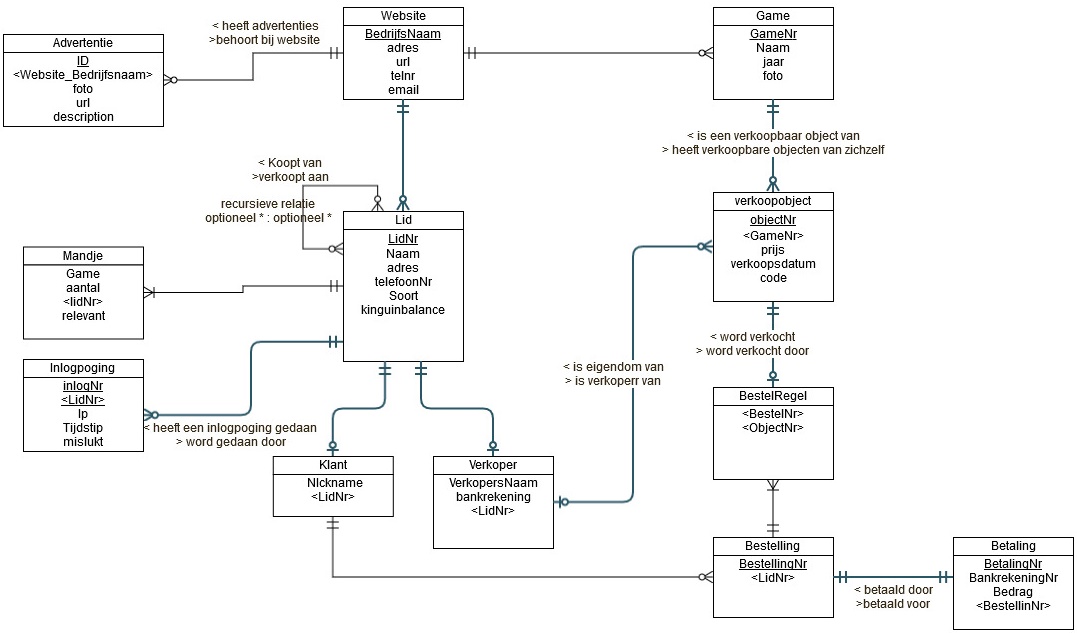 Advertentie
ID
<Website_Bedrijfsnaam>
foto
url
description
< heeft advertenties
>behoort bij website
Website
BedrijfsNaam
adres
url
telnr
email
Game
GameNr
Naam
jaar
foto
< is een verkoopbaar object van
> heeft verkoopbare objecten van zichzelf
< Koopt van
>verkoopt aan
recursieve relatie
optioneel * : optioneel *
Lid
LidNr
Naam
adres
telefoonNr
Soort
kinguinbalance
verkoopobject
objectNr
<GameNr>
prijs
verkoopsdatum
code
Mandje
Game
aantal
<lidNr>
relevant
Inlogpoging
inlogNr
<LidNr>
Ip
Tijdstip
mislukt
< heeft een inlogpoging gedaan
> word gedaan door
< is eigendom van
> is verkoperr van
< word verkocht
> word verkocht door
BestelRegel
<BestelNr>
<ObjectNr>
Klant
NIckname
<LidNr>
Verkoper
VerkopersNaam
bankrekening
<LidNr>
Bestelling
BestellingNr
<LidNr>
< betaald door
>betaald voor
Betaling
BetalingNr
BankrekeningNr
Bedrag
<BestellinNr>